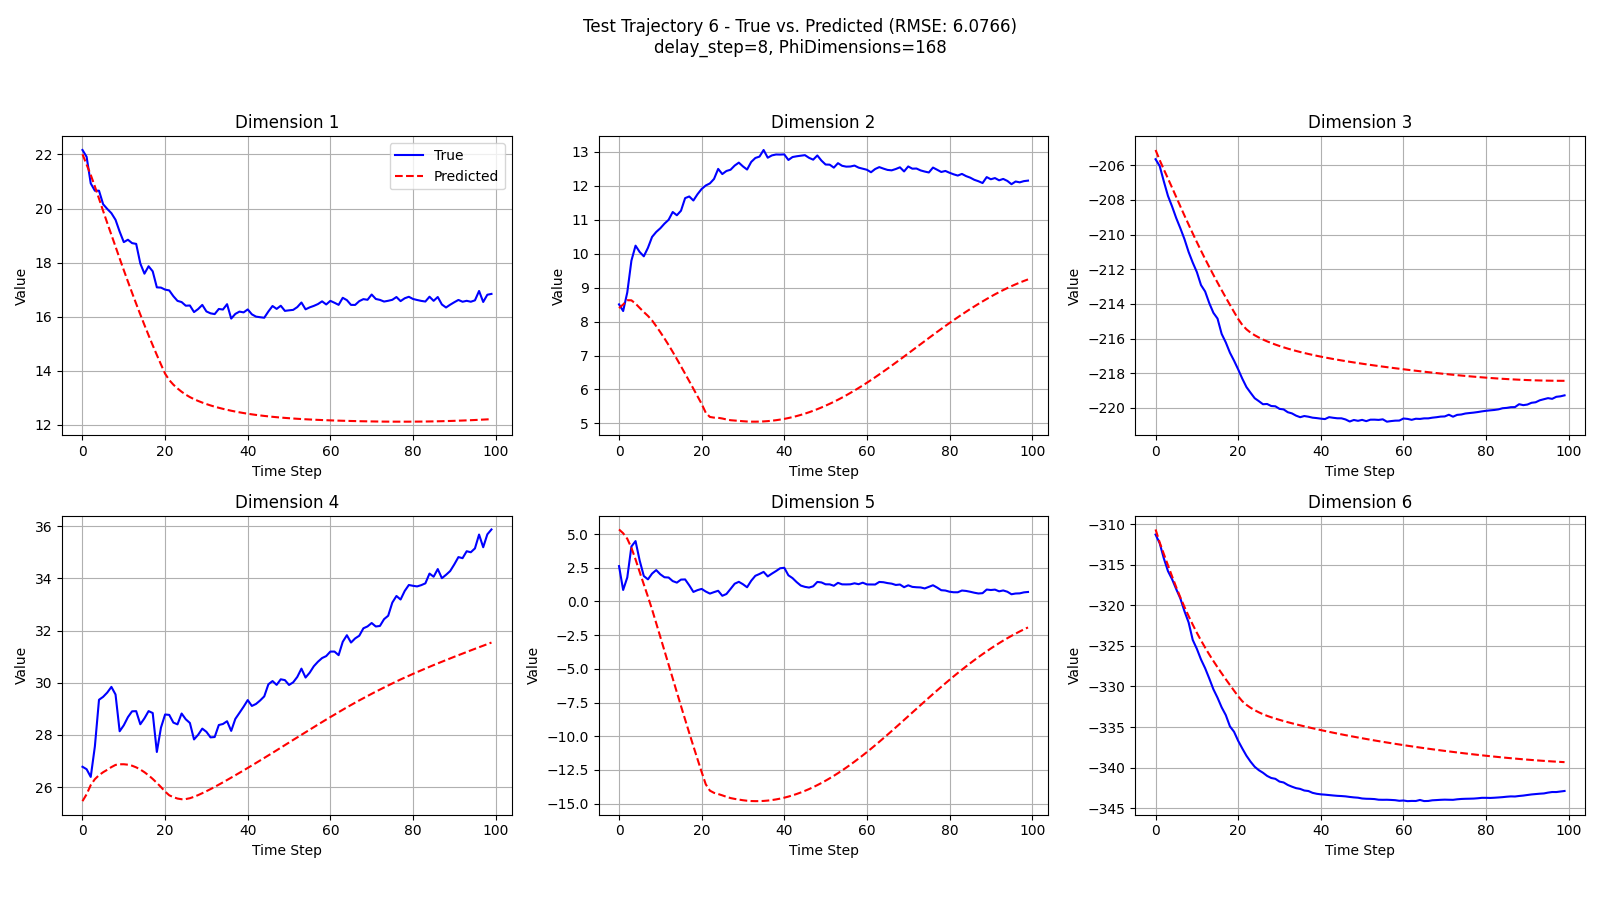 Test Trajectory 6 - True vs. Predicted (RMSE: 6.0766)
delay_step=8, PhiDimensions=168
Dimension 1
Value
22
20
18
16
14
12
0 20 40 60 80 100
Time Step
True
Predicted
Dimension 2
Value
13
12
11
10
9
8
7
6
5
0 20 40 60 80 100
Time Step
Dimension 3
Value
−206
−208
−210
−212
−214
−216
−218
−220
0 20 40 60 80 100
Time Step
Dimension 4
Value
36
34
32
30
28
26
0 20 40 60 80 100
Time Step
Dimension 5
Value
5.0
2.5
0.0
−2.5
−5.0
−7.5
−10.0
−12.5
−15.0
0 20 40 60 80 100
Time Step
Dimension 6
Value
−310
−315
−320
−325
−330
−335
−340
−345
0 20 40 60 80 100
Time Step